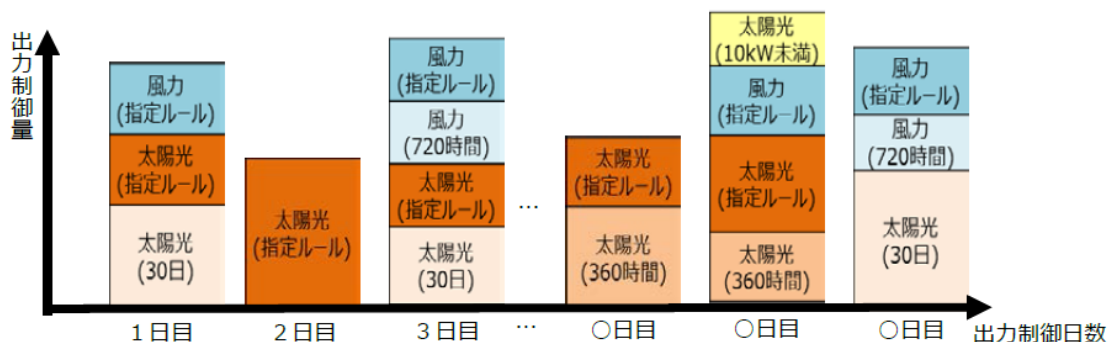 出力制御量
風力
(指定ルール)
太陽光
(指定ルール)
太陽光
(30日)
太陽光
(指定ルール)
風力
(指定ルール)
風力
(720時間)
太陽光
(指定ルール)
太陽光
(30日)
…
太陽光
(指定ルール)
太陽光
(360時間)
太陽光
(10kW未満)
風力
(指定ルール)
太陽光
(指定ルール)
太陽光
(360時間)
風力
(指定ルール)
風力
(720時間)
太陽光
(30日)
1日目
2日目
3日目
…
〇日目
〇日目
〇日目
出力制御日数